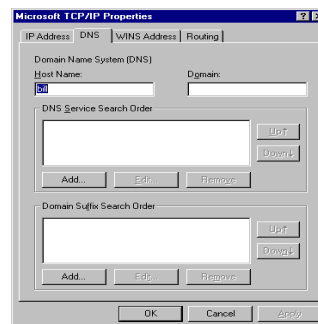 Microsoft TCP/IP Properties
IP Address DNS WINS Address Routing
Domain Name System (DNS)
Host Name: Domain:
bill
DNS Service Search Order
Up↑
Down↓
Add... Edit... Remove
Domain Suffix Search Order
Up↑
Down↓
Add... Edit... Remove
OK Cancel Apply